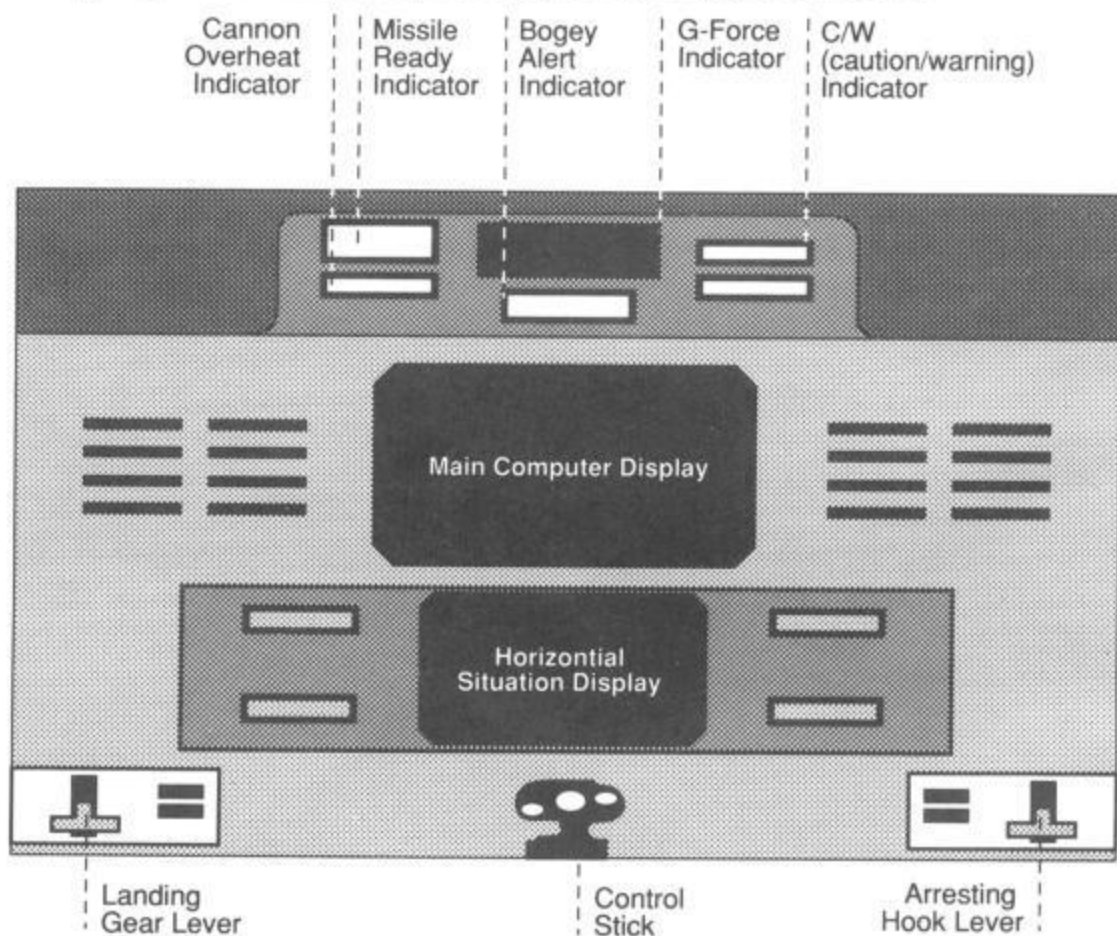 Cannon
Overheat
Indicator
Missile
Ready
Indicator
Bogey
Alert
Indicator
G-Force
Indicator
C/W
(caution/warning)
Indicator
Main Computer Display
Horizontial
Situation Display
Landing
Gear Lever
Control
Stick
Arresting
Hook Lever